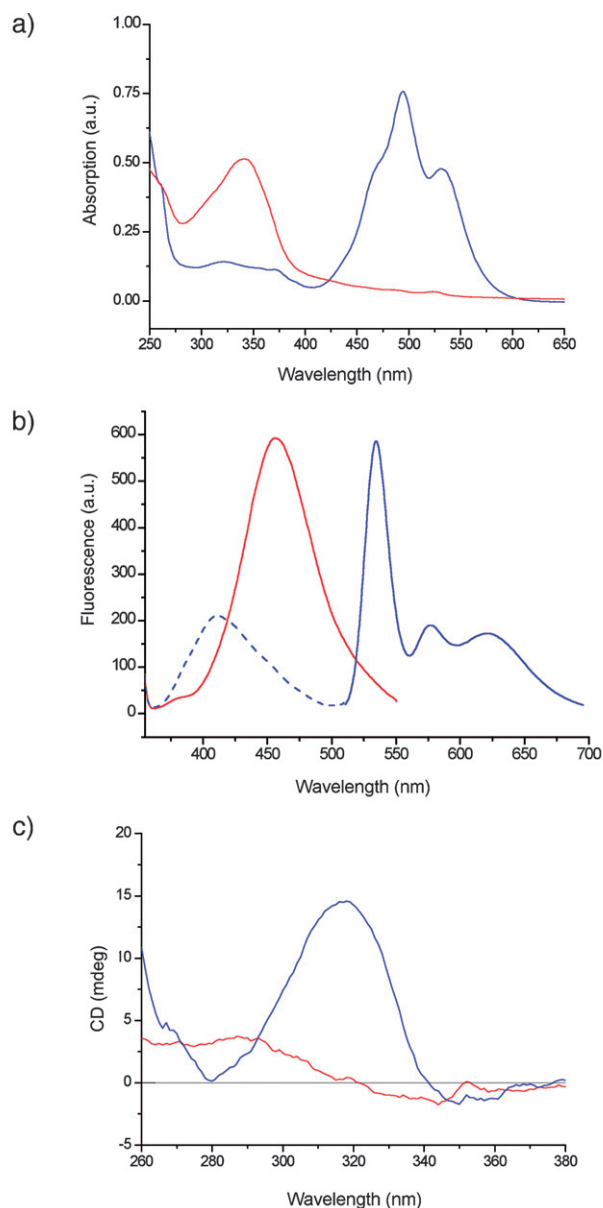 a)
1.00
0.75
0.50
0.25
0.00
Absorption (a.u.)
250 300 350 400 450 500 550 600 650
Wavelength (nm)
b)
600
500
400
300
200
100
0
Fluorescence (a.u.)
400 450 500 550 600 650 700
Wavelength (nm)
c)
20
15
10
5
0
-5
CD (mdeg)
260 280 300 320 340 360 380
Wavelength (nm)